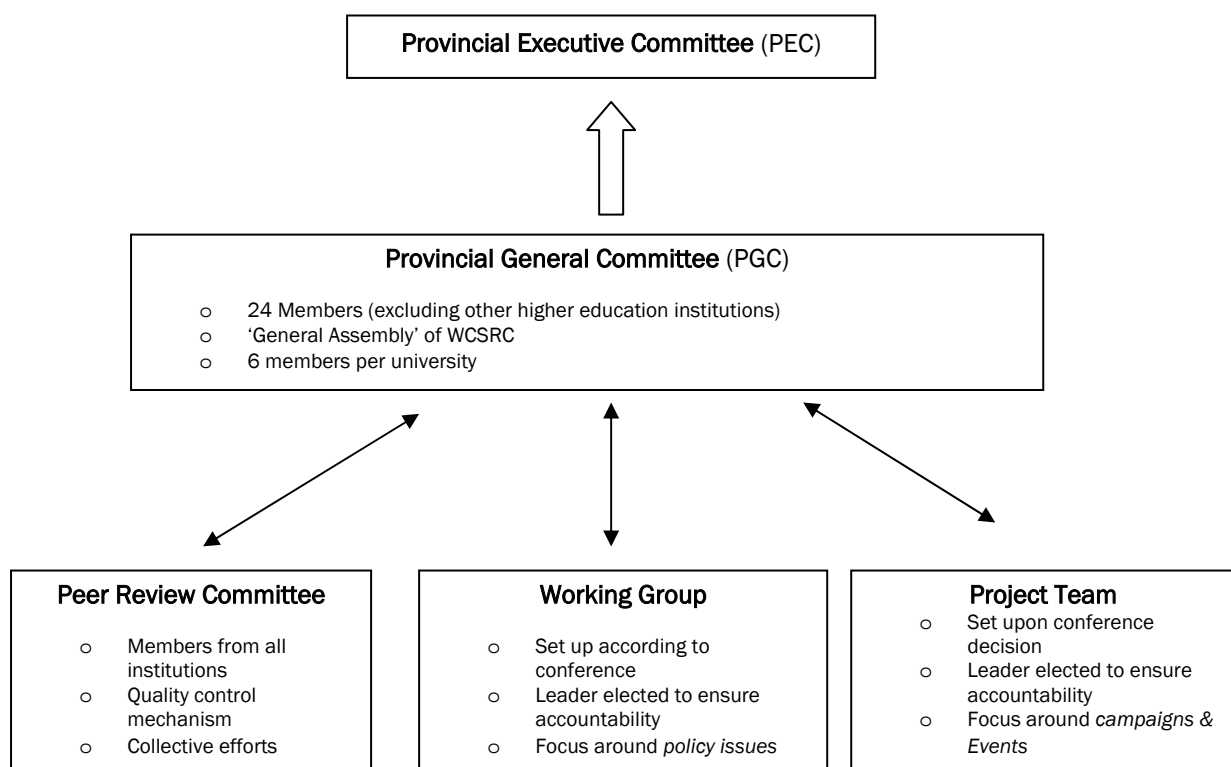 Provincial Executive Committee (PEC)
Provincial General Committee (PGC)
o 24 Members (excluding other higher education institutions)
o ‘General Assembly’ of WCSRC
o 6 members per university
Peer Review Committee
o Members from all
institutions
o Quality control
mechanism
o Collective efforts
Working Group
o Set up according to
conference
o Leader elected to ensure
accountability
o Focus around policy issues
Project Team
o Set upon conference
decision
o Leader elected to ensure
accountability
o Focus around campaigns &
Events